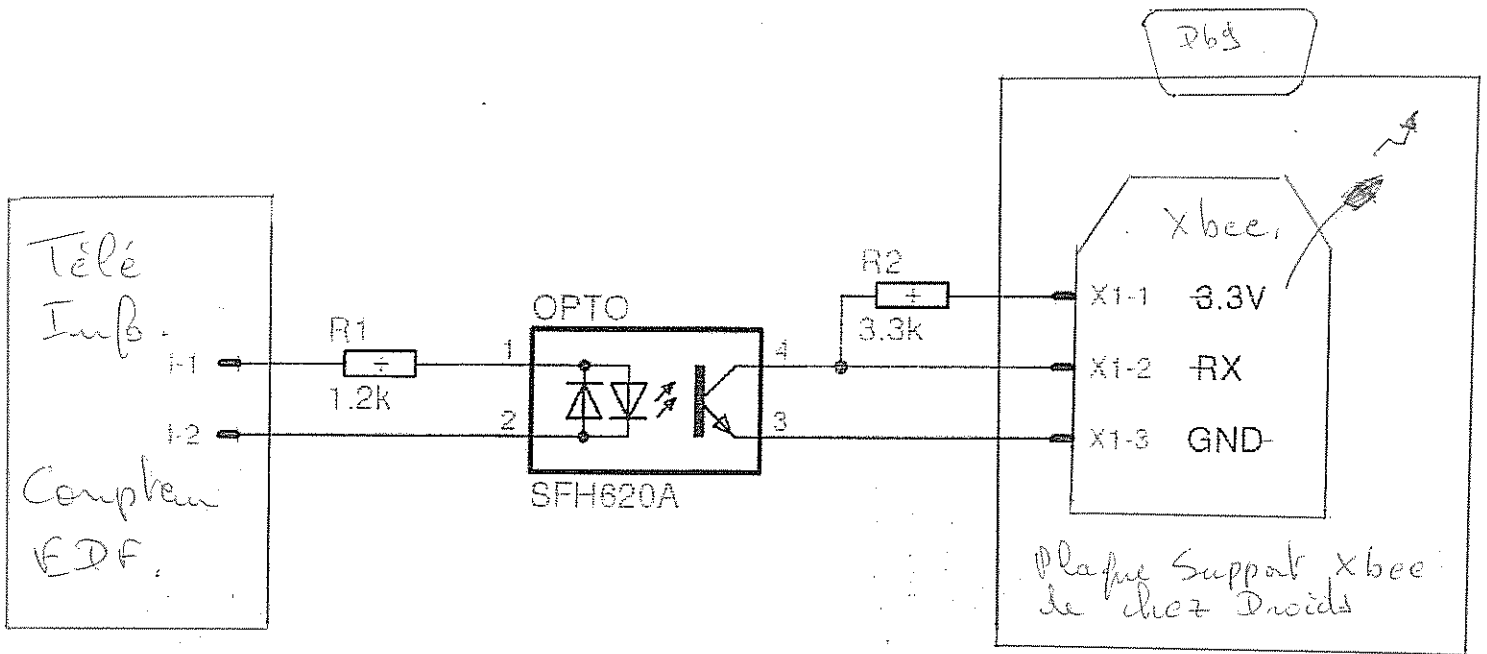 Db9
Télé
Info.
I-1
I-2
Compteur
EDF.
R1
1.2k
OPTO
1
2
4
3
SFH620A
R2
3.3k
Xbee.
X1-1 3.3V
X1-2 RX
X1-3 GND
Plaque Support Xbee
de chez Droids